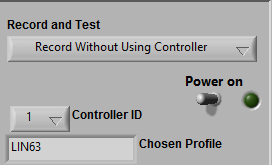 Record and Test
Record Without Using Controller
Power on
1 Controller ID
LIN63 Chosen Profile